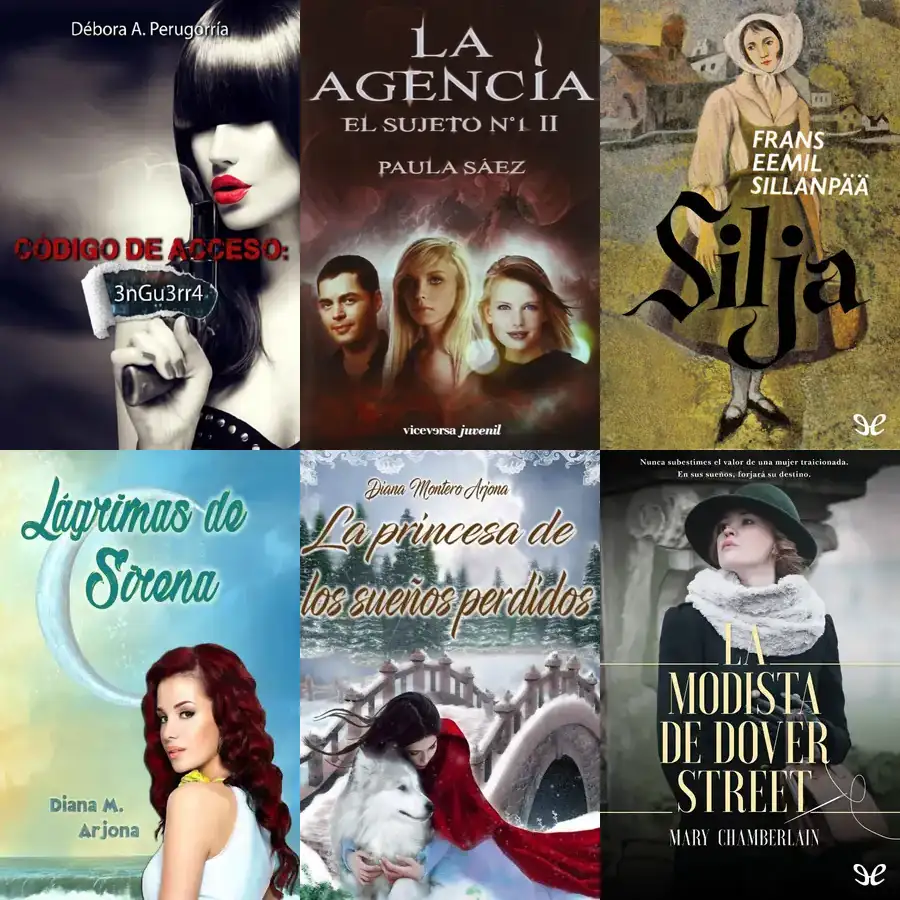 Débora A. Perugorría
CÓDIGO DE ACCESO:
3nGu3rr4
LA
AGENCIA
EL SUJETO Nº1 II
PAULA SÁEZ
viceversa juvenil
FRANS
EEMIL
SILLANPÄÄ
Silja
Lágrimas de
Sirena
Diana M.
Arjona
Diana Montero Arjona
La princesa de
los sueños perdidos
Nunca subestimes el valor de una mujer traicionada.
En sus sueños, forjará su destino.
LA
MODISTA
DE DOVER
STREET
MARY CHAMBERLAIN